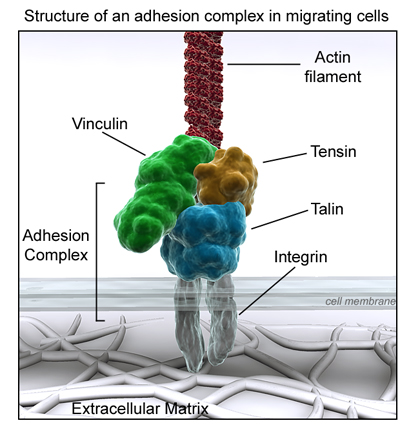 Structure of an adhesion complex in migrating cells
Actin
filament
Vinculin
Tensin
Talin
Adhesion
Complex
Integrin
cell membrane
Extracellular Matrix